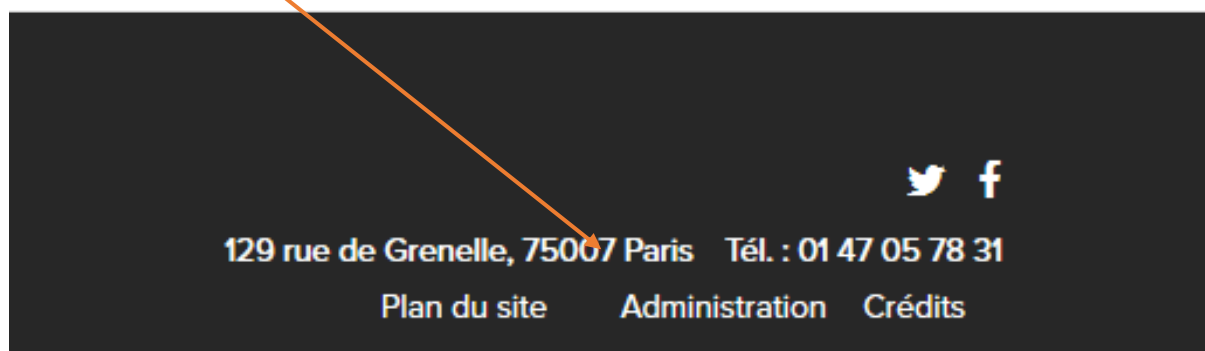 129 rue de Grenelle, 75007 Paris Tél. : 01 47 05 78 31
Plan du site Administration Crédits